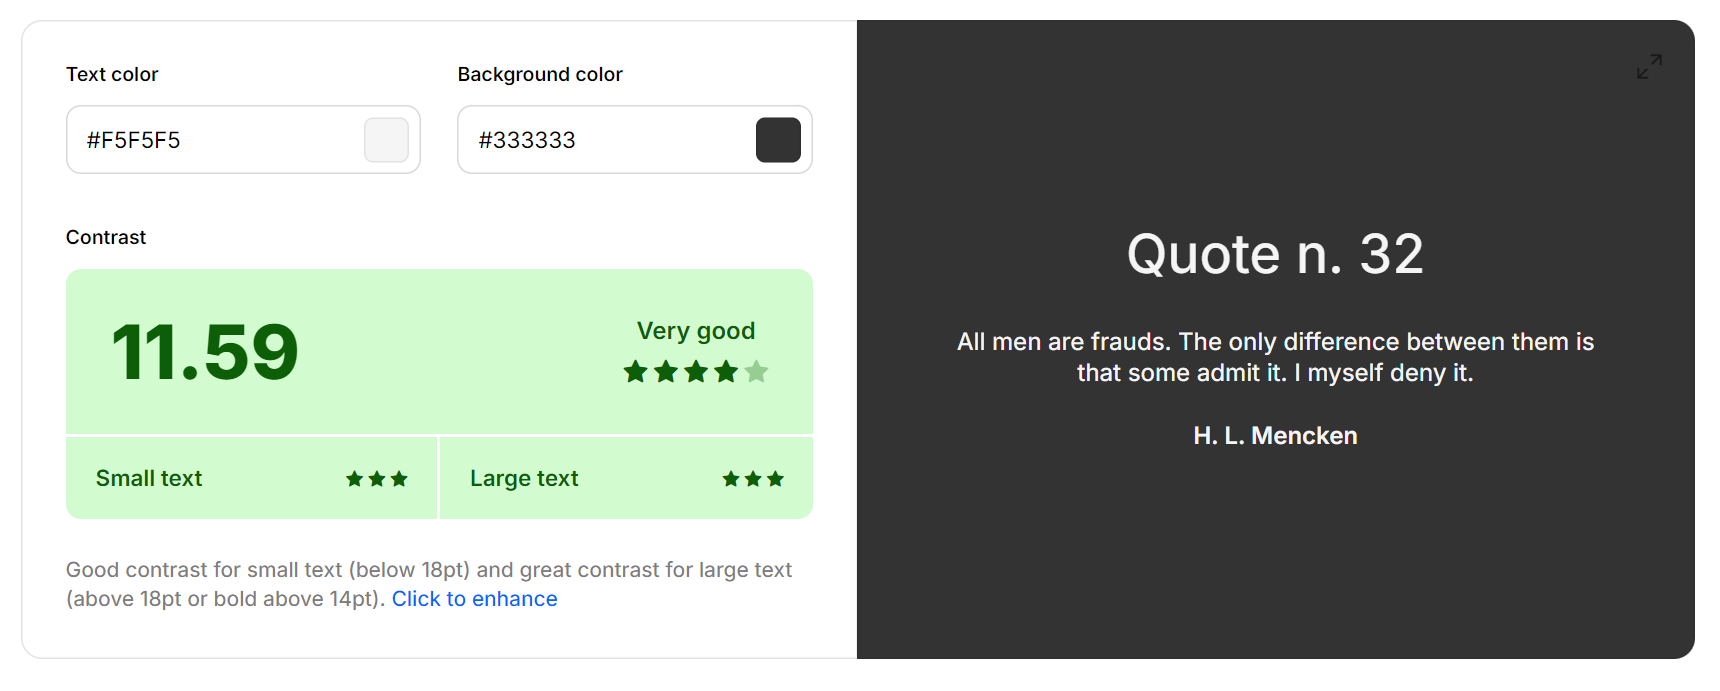 Text color
#F5F5F5
Background color
#333333
Contrast
11.59
Very good
Small text
Large text
Good contrast for small text (below 18pt) and great contrast for large text
(above 18pt or bold above 14pt). Click to enhance
Quote n. 32
All men are frauds. The only difference between them is
that some admit it. I myself deny it.
H. L. Mencken